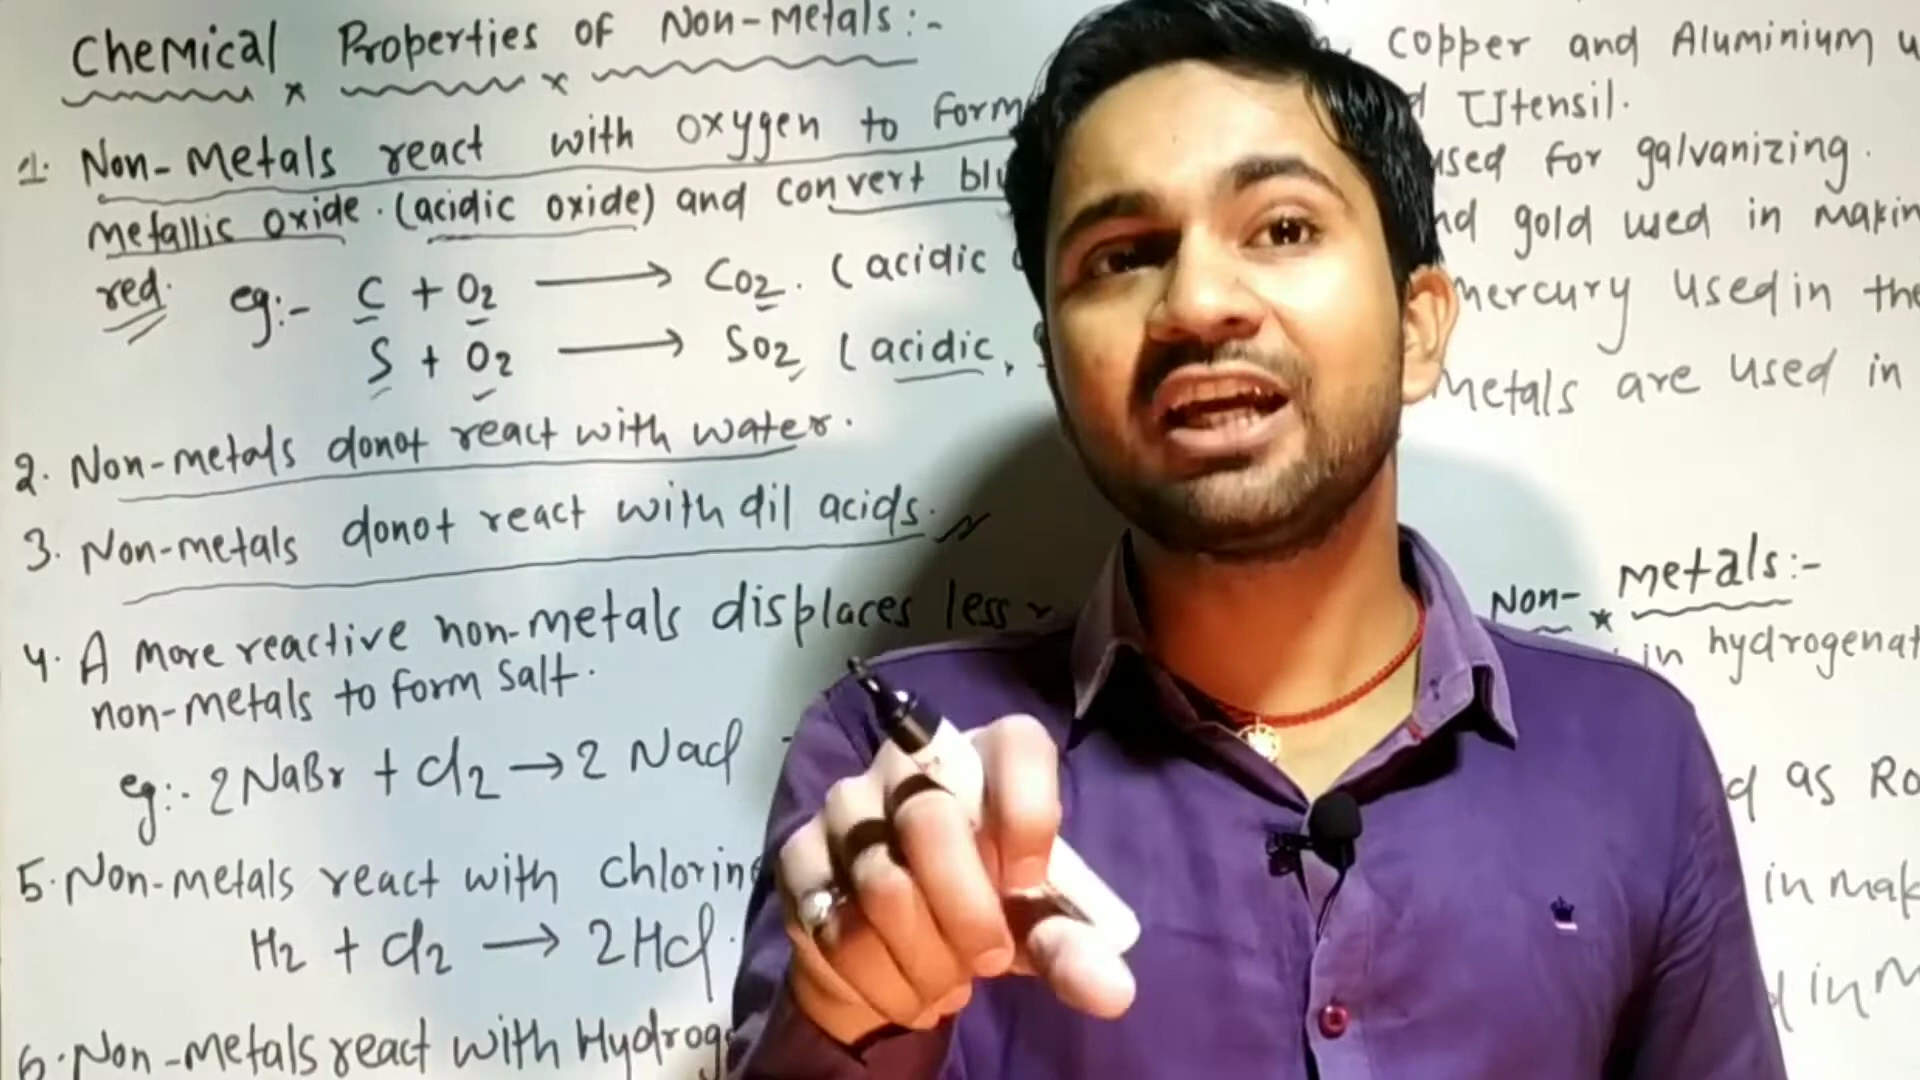 Chemical Properties of Non-Metals:-
1. Non-Metals react with oxygen to form
metallic oxide. (acidic oxide) and convert
red. eg:- C + O2 → CO2. (acidic
S + O2 → SO2 (acidic,
2. Non-metals donot react with water.
3. Non-metals donot react with dil acids.
4. A more reactive non-metals displaces less
non-metals to form salt.
eg:- 2NaBr + Cl2 → 2 NaCl
5. Non-metals react with chlorine
H2 + Cl2 → 2HCl.
6. Non-metals react with Hydrog
Copper and Aluminium u
Utensil.
used for galvanizing.
nd gold used in makin
mercury used in the
metals are used in
Non-Metals:-
in hydrogenat
as Ro
in mak
in M